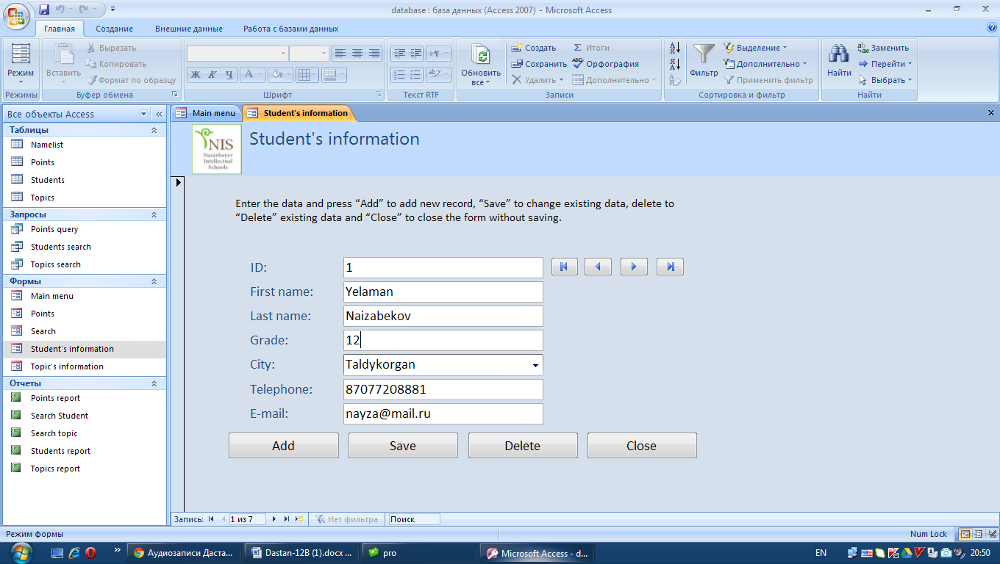 database : база данных (Access 2007) - Microsoft Access
Главная Создание Внешние данные Работа с базами данных
Режим
Режимы
Вставить
Вырезать
Копировать
Формат по образцу
Буфер обмена
Ж К Ч A
Шрифт
Текст RTF
Обновить
все
Создать
Сохранить
Удалить
Σ Итоги
ABC Орфография
Дополнительно
Записи
Фильтр
Выделение
Дополнительно
Применить фильтр
Сортировка и фильтр
Найти
Заменить
Перейти
Выбрать
Найти
Все объекты Access
Таблицы
Namelist
Points
Students
Topics
Запросы
Points query
Students search
Topics search
Формы
Main menu
Points
Search
Student's information
Topic's information
Отчеты
Points report
Search Student
Search topic
Students report
Topics report
Main menu Student's information
NIS
Nazarbayev
Intellectual
Schools
Student's information
Enter the data and press “Add” to add new record, “Save” to change existing data, delete to
“Delete” existing data and “Close” to close the form without saving.
ID: 1
First name: Yelaman
Last name: Naizabekov
Grade: 12
City: Taldykorgan
Telephone: 87077208881
E-mail: nayza@mail.ru
Add Save Delete Close
Запись: 1 из 7 Нет фильтра Поиск
Режим формы Num Lock
Аудиозаписи Даста... Dastan-12B (1).docx ... pro Microsoft Access - d... EN 20:50